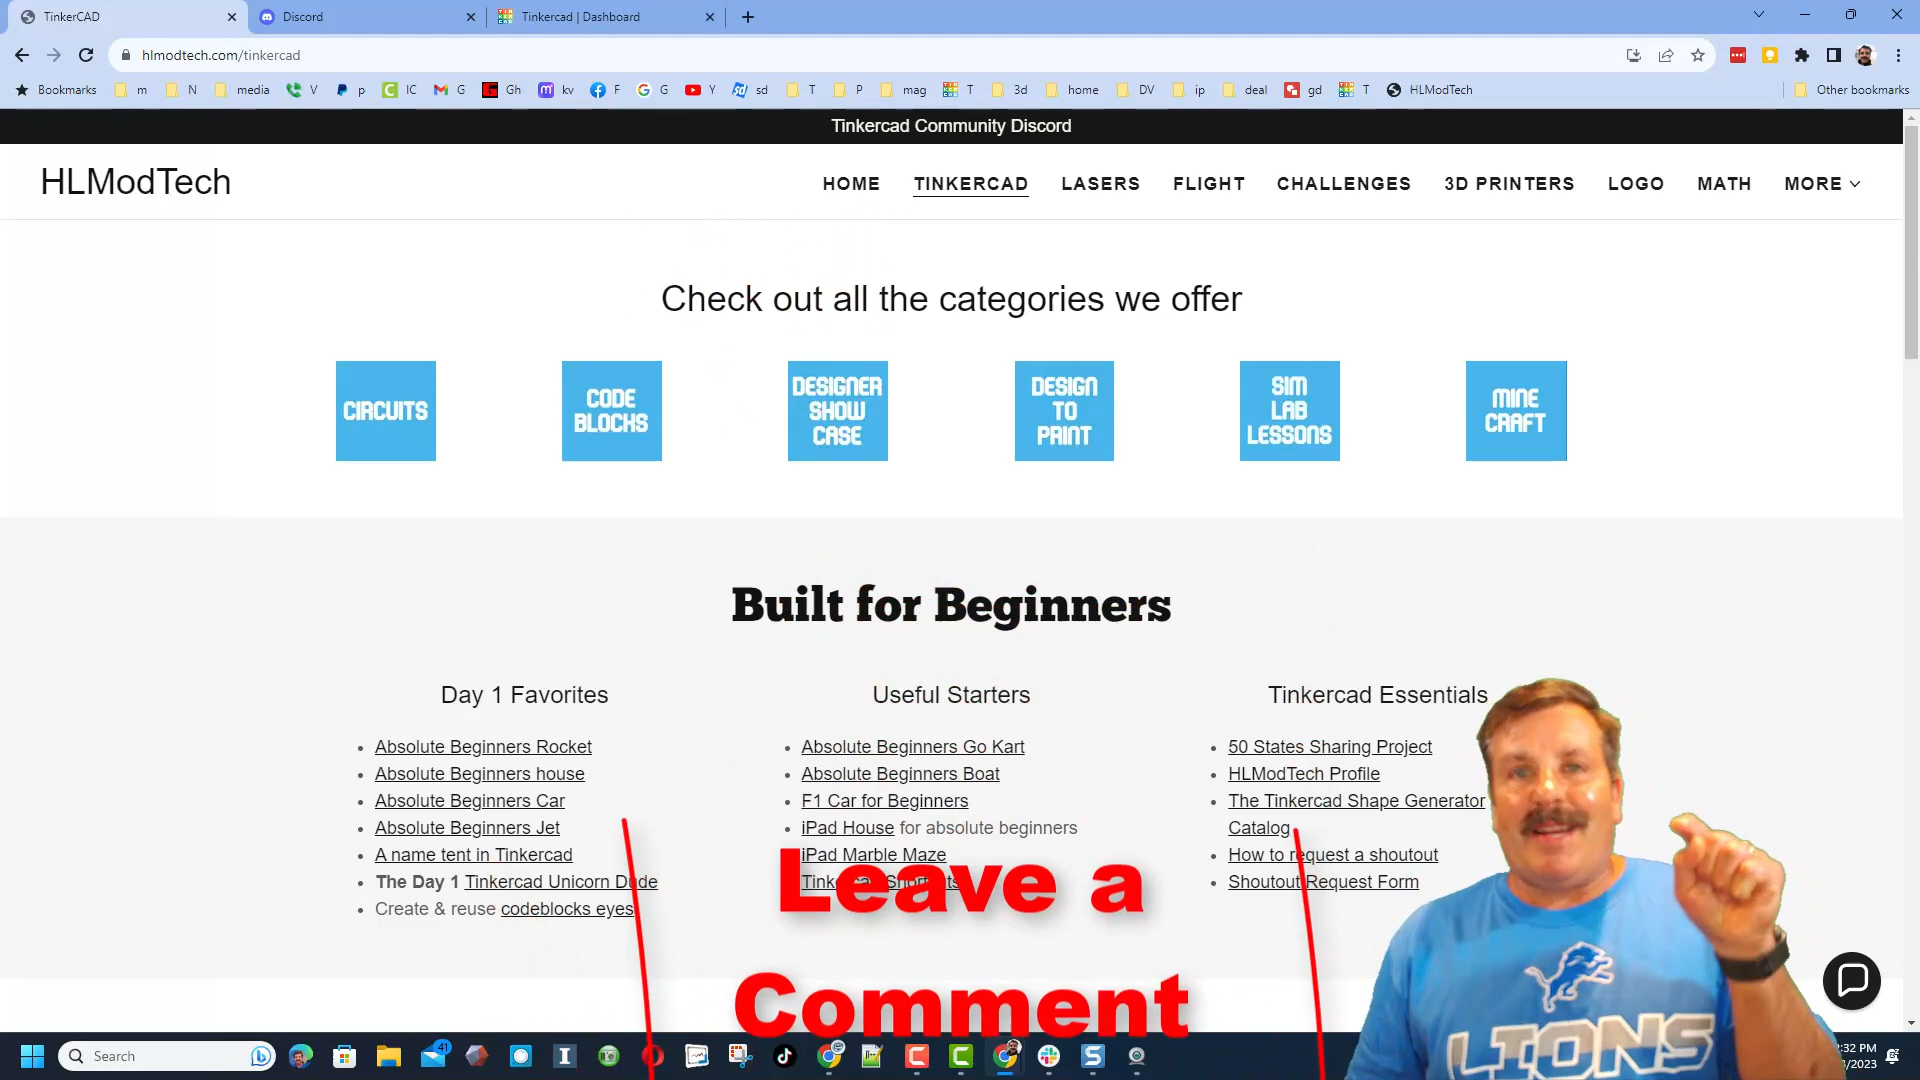 TinkerCAD
Discord
Tinkercad | Dashboard
hlmodtech.com/tinkercad
Bookmarks m N media V p IC G Gh kv F G Y sd T P mag T 3d home DV ip deal gd T HLModTech Other bookmarks
Tinkercad Community Discord
HLModTech
HOME TINKERCAD LASERS FLIGHT CHALLENGES 3D PRINTERS LOGO MATH MORE
Check out all the categories we offer
CIRCUITS
CODE
BLOCKS
DESIGNER
SHOW
CASE
DESIGN
TO
PRINT
SIM
LAB
LESSONS
MINE
CRAFT
Built for Beginners
Day 1 Favorites
Absolute Beginners Rocket
Absolute Beginners house
Absolute Beginners Car
Absolute Beginners Jet
A name tent in Tinkercad
The Day 1 Tinkercad Unicorn Dude
Create & reuse codeblocks eyes
Useful Starters
Absolute Beginners Go Kart
Absolute Beginners Boat
F1 Car for Beginners
iPad House for absolute beginners
iPad Marble Maze
Tinkercad Shortcuts
Tinkercad Essentials
50 States Sharing Project
HLModTech Profile
The Tinkercad Shape Generator
Catalog
How to request a shoutout
Shoutout Request Form
Leave a
Comment
LIONS
Search
41
:32 PM
/2023